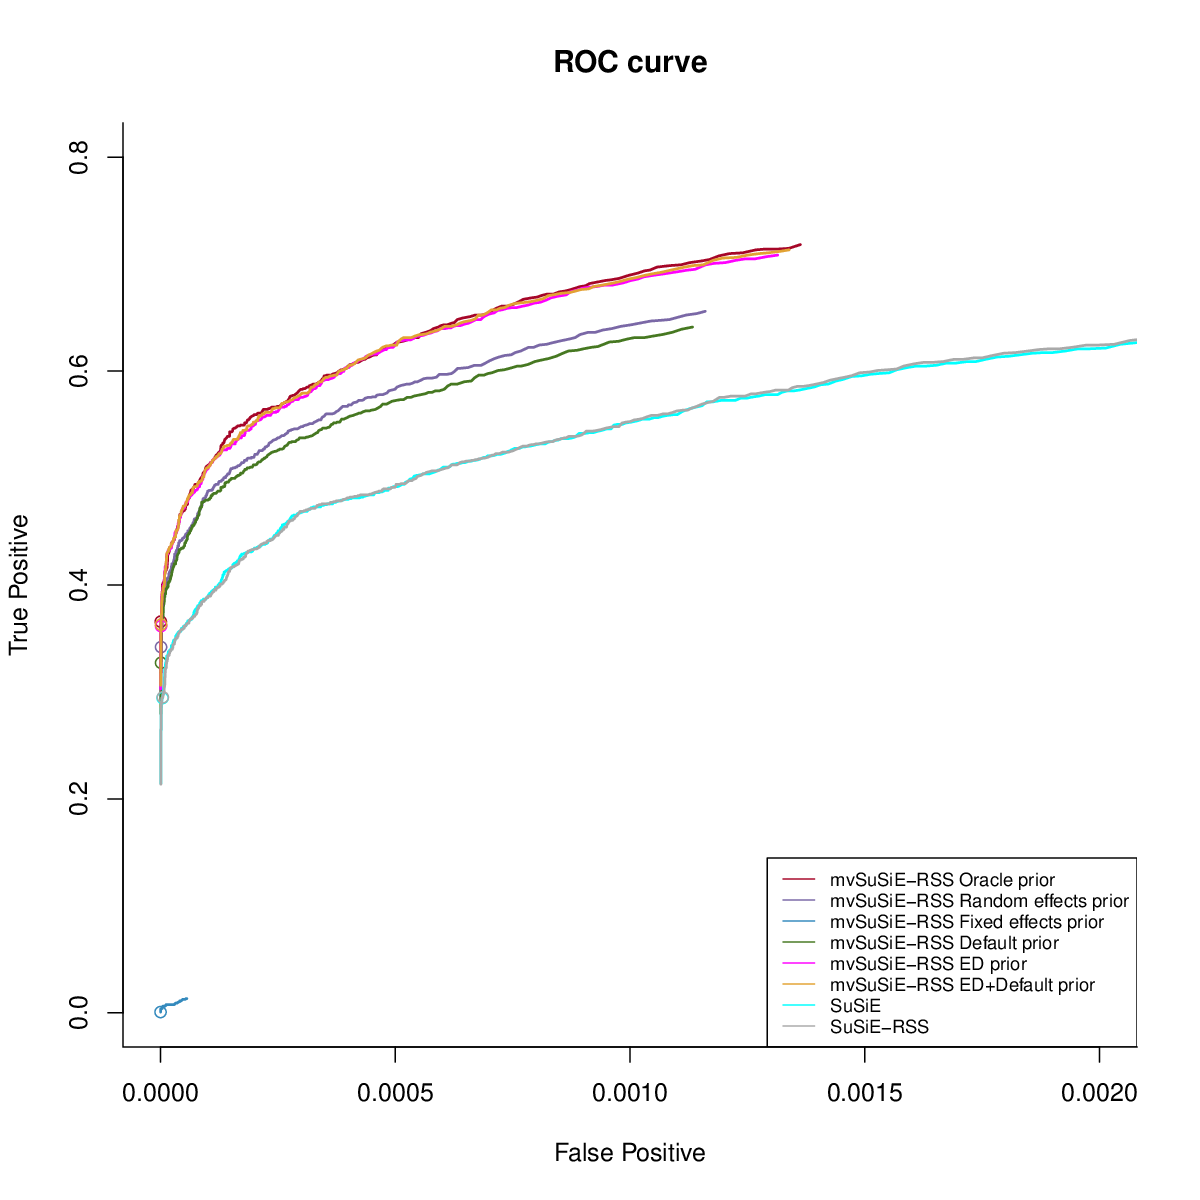 ROC curve
0.8
0.6
0.4
0.2
0.0
True Positive
mvSuSiE−RSS Oracle prior
mvSuSiE−RSS Random effects prior
mvSuSiE−RSS Fixed effects prior
mvSuSiE−RSS Default prior
mvSuSiE−RSS ED prior
mvSuSiE−RSS ED+Default prior
SuSiE
SuSiE−RSS
0.0000 0.0005 0.0010 0.0015 0.0020
False Positive